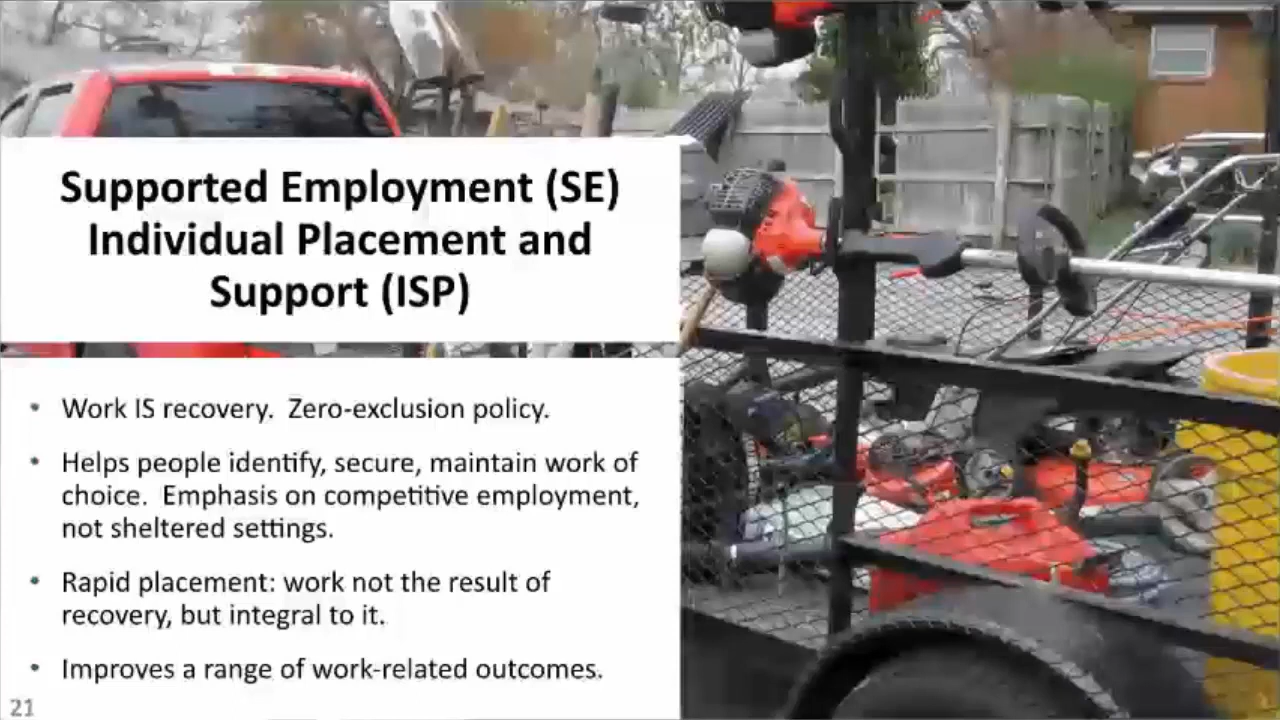 Supported Employment (SE)
Individual Placement and
Support (ISP)
• Work IS recovery.  Zero-exclusion policy.
• Helps people identify, secure, maintain work of
choice.  Emphasis on competitive employment,
not sheltered settings.
• Rapid placement: work not the result of
recovery, but integral to it.
• Improves a range of work-related outcomes.
21